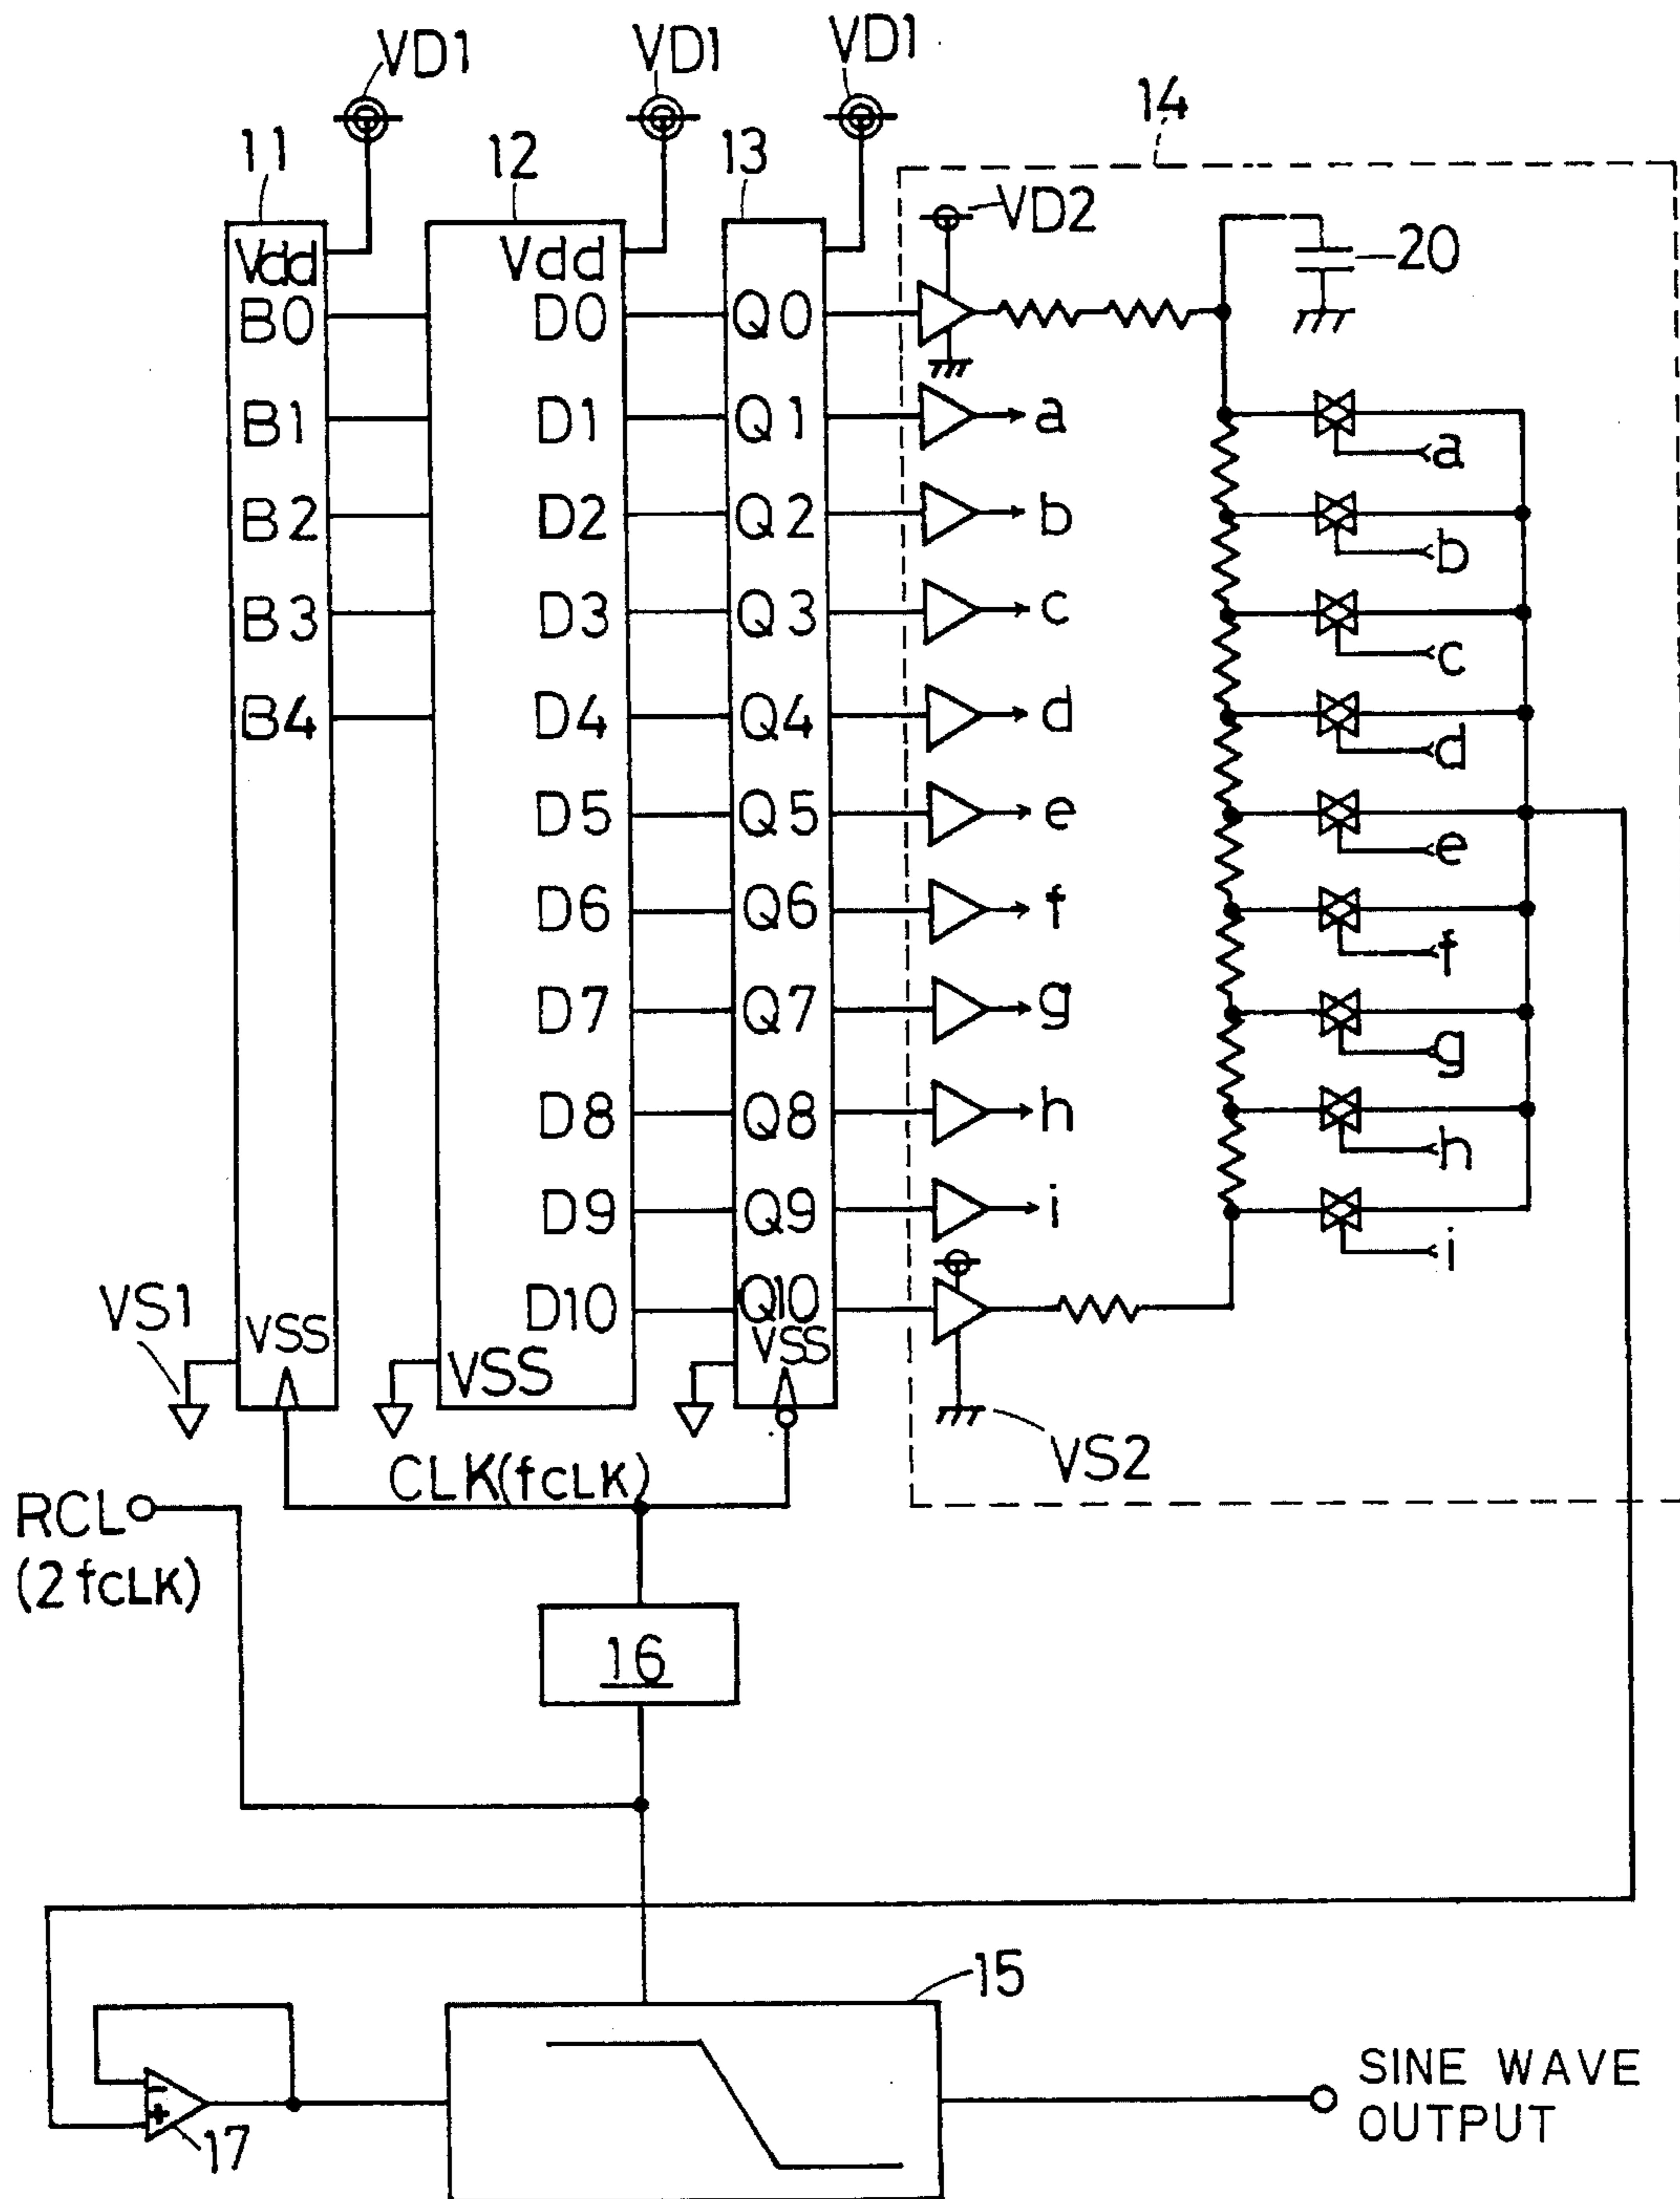 VD1 VD1 VD1
11 12 13 14
Vdd Vdd VD2 20
B0 D0 Q0
B1 D1 Q1 a a
B2 D2 Q2 b b
B3 D3 Q3 c c
B4 D4 Q4 d d
D5 Q5 e e
D6 Q6 f f
D7 Q7 g g
D8 Q8 h h
D9 Q9 i i
D10 Q10
VS1 VSS VSS VSS
VS2
CLK(fCLK)
RCL
(2fCLK)
16
15
- 
+
17
SINE WAVE
OUTPUT